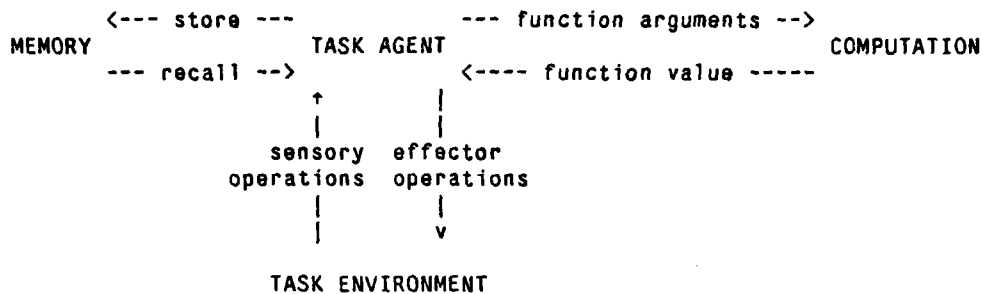 <--- store --- --- function arguments -->
MEMORY TASK AGENT COMPUTATION
--- recall --> <---- function value -----
sensory effector
operations operations
TASK ENVIRONMENT